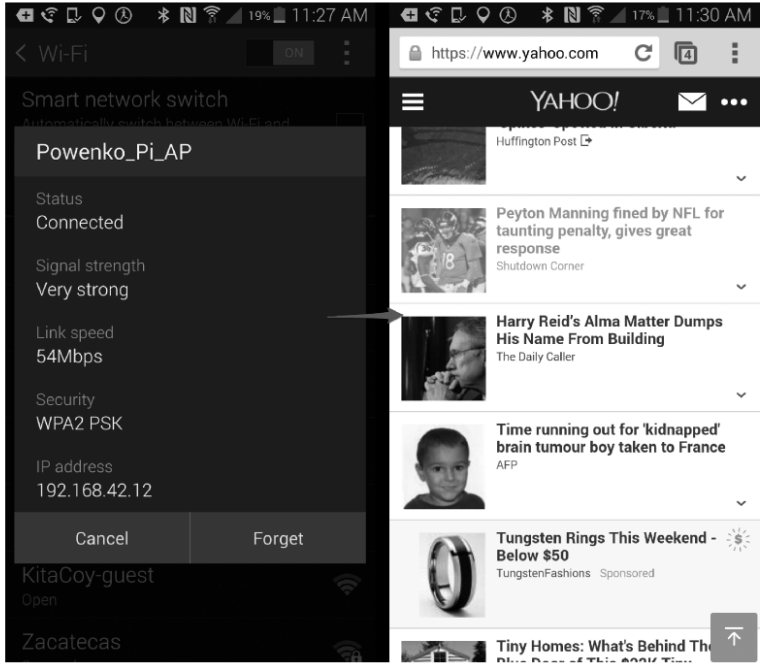 19% 11:27 AM
Wi-Fi
ON
Smart network switch
Automatically switch between Wi-Fi and
Powenko_Pi_AP
Status
Connected
Signal strength
Very strong
Link speed
54Mbps
Security
WPA2 PSK
IP address
192.168.42.12
Cancel Forget
KitaCoy-guest
Open
Zacatecas
17% 11:30 AM
https://www.yahoo.com
4
YAHOO!
Huffington Post
Peyton Manning fined by NFL for
taunting penalty, gives great
response
Shutdown Corner
Harry Reid's Alma Matter Dumps
His Name From Building
The Daily Caller
Time running out for 'kidnapped'
brain tumour boy taken to France
AFP
Tungsten Rings This Weekend -
Below $50
TungstenFashions Sponsored
Tiny Homes: What's Behind The